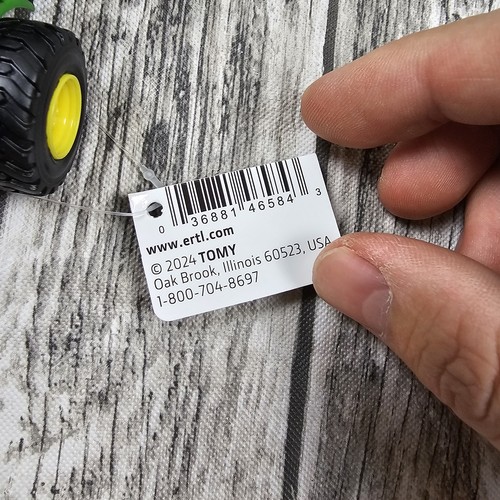 0 36881 46584 3
www.ertl.com
© 2024 TOMY
Oak Brook, Illinois 60523, USA
1-800-704-8697